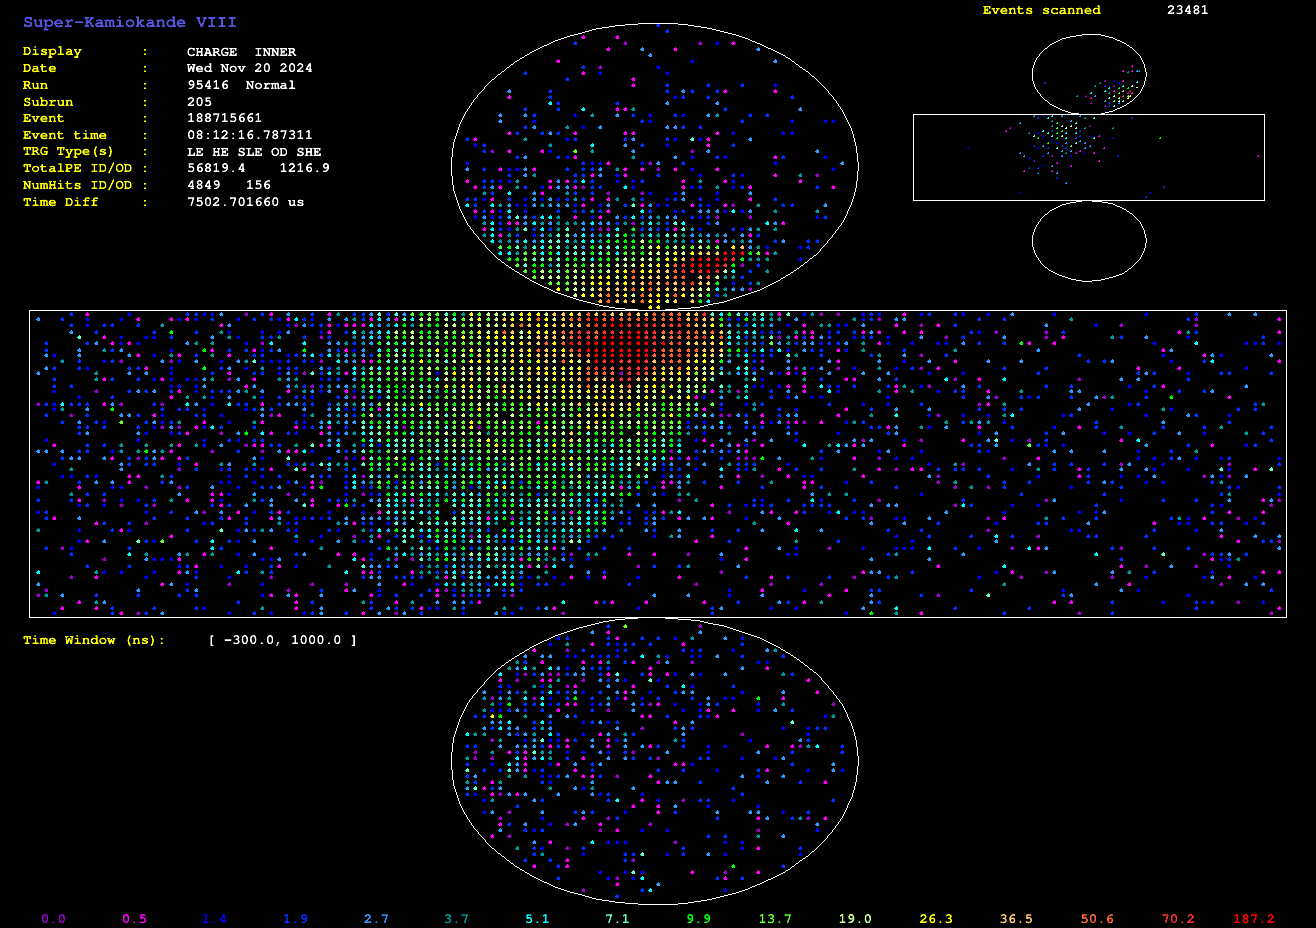 Super-Kamiokande VIII
Display : CHARGE INNER
Date : Wed Nov 20 2024
Run : 95416 Normal
Subrun : 205
Event : 188715661
Event time : 08:12:16.787311
TRG Type(s) : LE HE SLE OD SHE
TotalPE ID/OD : 56819.4 1216.9
NumHits ID/OD : 4849 156
Time Diff : 7502.701660 us
Events scanned 23481
Time Window (ns): [ -300.0, 1000.0 ]
0.0 0.5 1.4 1.9 2.7 3.7 5.1 7.1 9.9 13.7 19.0 26.3 36.5 50.6 70.2 187.2